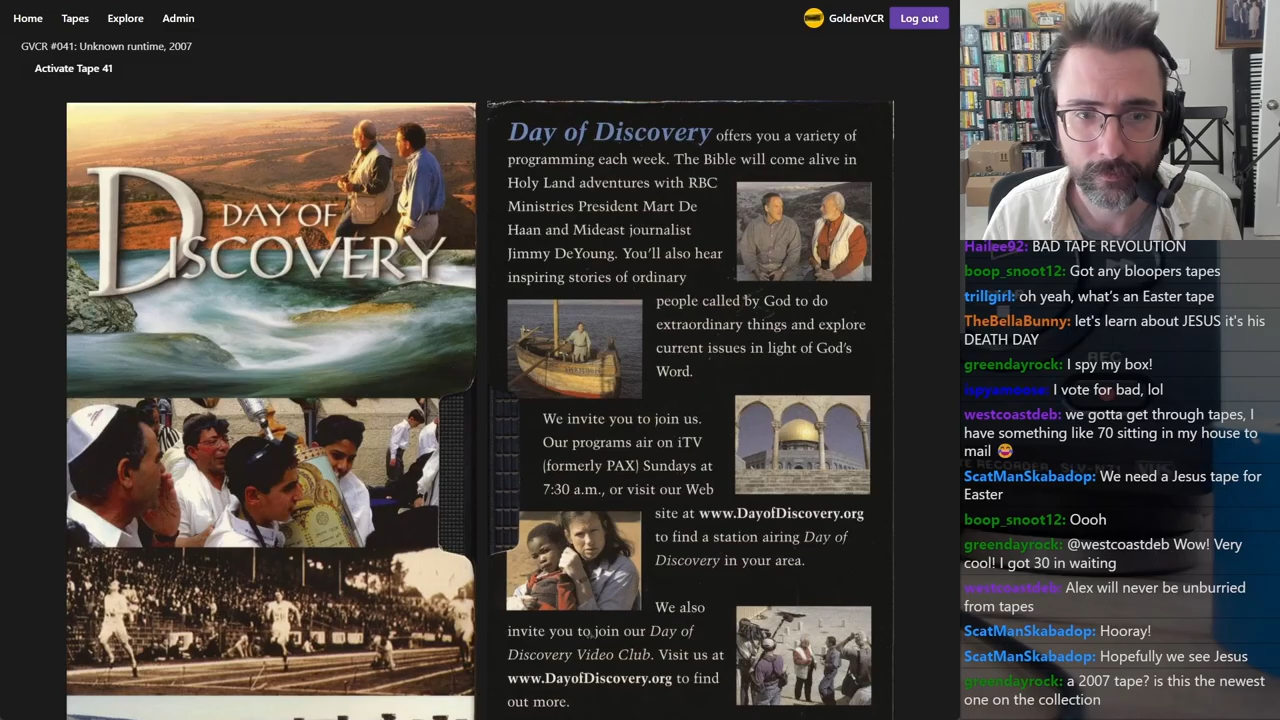 Home Tapes Explore Admin
GoldenVCR Log out
GVCR #041: Unknown runtime, 2007
Activate Tape 41
DAY OF
DISCOVERY
Day of Discovery offers you a variety of
programming each week. The Bible will come alive in
Holy Land adventures with RBC
Ministries President Mart De
Haan and Mideast journalist
Jimmy DeYoung. You'll also hear
inspiring stories of ordinary
people called by God to do
extraordinary things and explore
current issues in light of God's
Word.
We invite you to join us.
Our programs air on iTV
(formerly PAX) Sundays at
7:30 a.m., or visit our Web
site at www.DayofDiscovery.org
to find a station airing Day of
Discovery in your area.
We also
invite you to join our Day of
Discovery Video Club. Visit us at
www.DayofDiscovery.org to find
out more.
Hailee92: BAD TAPE REVOLUTION
boop_snoot12: Got any bloopers tapes
trillgirl: oh yeah, what's an Easter tape
TheBellaBunny: let's learn about JESUS it's his
DEATH DAY
greendayrock: I spy my box!
ispyamoose: I vote for bad, lol
westcoastdeb: we gotta get through tapes, I
have something like 70 sitting in my house to
mail 😂
ScatManSkabadop: We need a Jesus tape for
Easter
boop_snoot12: Oooh
greendayrock: @westcoastdeb Wow! Very
cool! I got 30 in waiting
westcoastdeb: Alex will never be unburried
from tapes
ScatManSkabadop: Hooray!
ScatManSkabadop: Hopefully we see Jesus
greendayrock: a 2007 tape? is this the newest
one on the collection